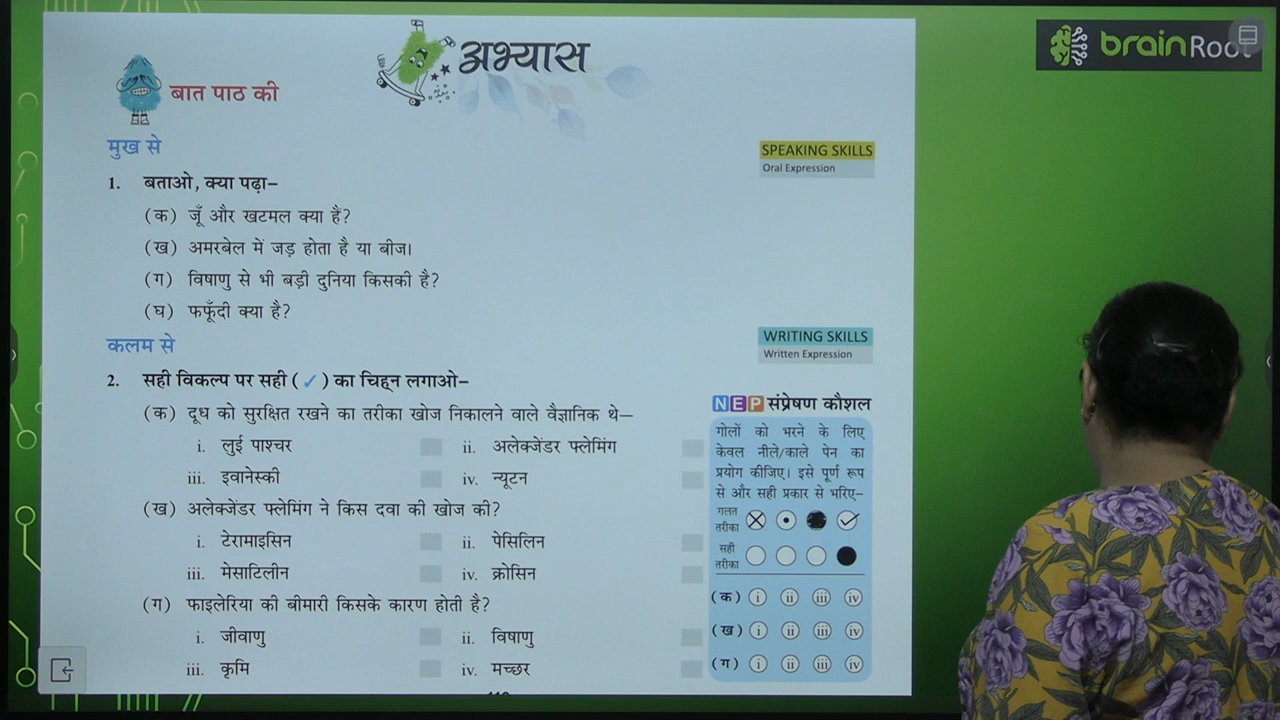 अभ्यास
brainRoot
बात पाठ की
मुख से
SPEAKING SKILLS
Oral Expression
1. बताओ, क्या पढ़ा–
(क) जूँ और खटमल क्या हैं?
(ख) अमरबेल में जड़ होता है या बीज।
(ग) विषाणु से भी बड़ी दुनिया किसकी है?
(घ) फफूँदी क्या है?
कलम से
WRITING SKILLS
Written Expression
2. सही विकल्प पर सही (✓) का चिह्न लगाओ–
(क) दूध को सुरक्षित रखने का तरीका खोज निकालने वाले वैज्ञानिक थे—
i. लुई पाश्चर ii. अलेक्जेंडर फ्लेमिंग
iii. इवानेस्की iv. न्यूटन
(ख) अलेक्जेंडर फ्लेमिंग ने किस दवा की खोज की?
i. टेरामाइसिन ii. पेसिलिन
iii. मेसाटिलीन iv. क्रोसिन
(ग) फाइलेरिया की बीमारी किसके कारण होती है?
i. जीवाणु ii. विषाणु
iii. कृमि iv. मच्छर
NEP संप्रेषण कौशल
गोलों को भरने के लिए
केवल नीले/काले पेन का
प्रयोग कीजिए। इसे पूर्ण रूप
से और सही प्रकार से भरिए–
गलत
तरीका
सही
तरीका
(क) i ii iii iv
(ख) i ii iii iv
(ग) i ii iii iv